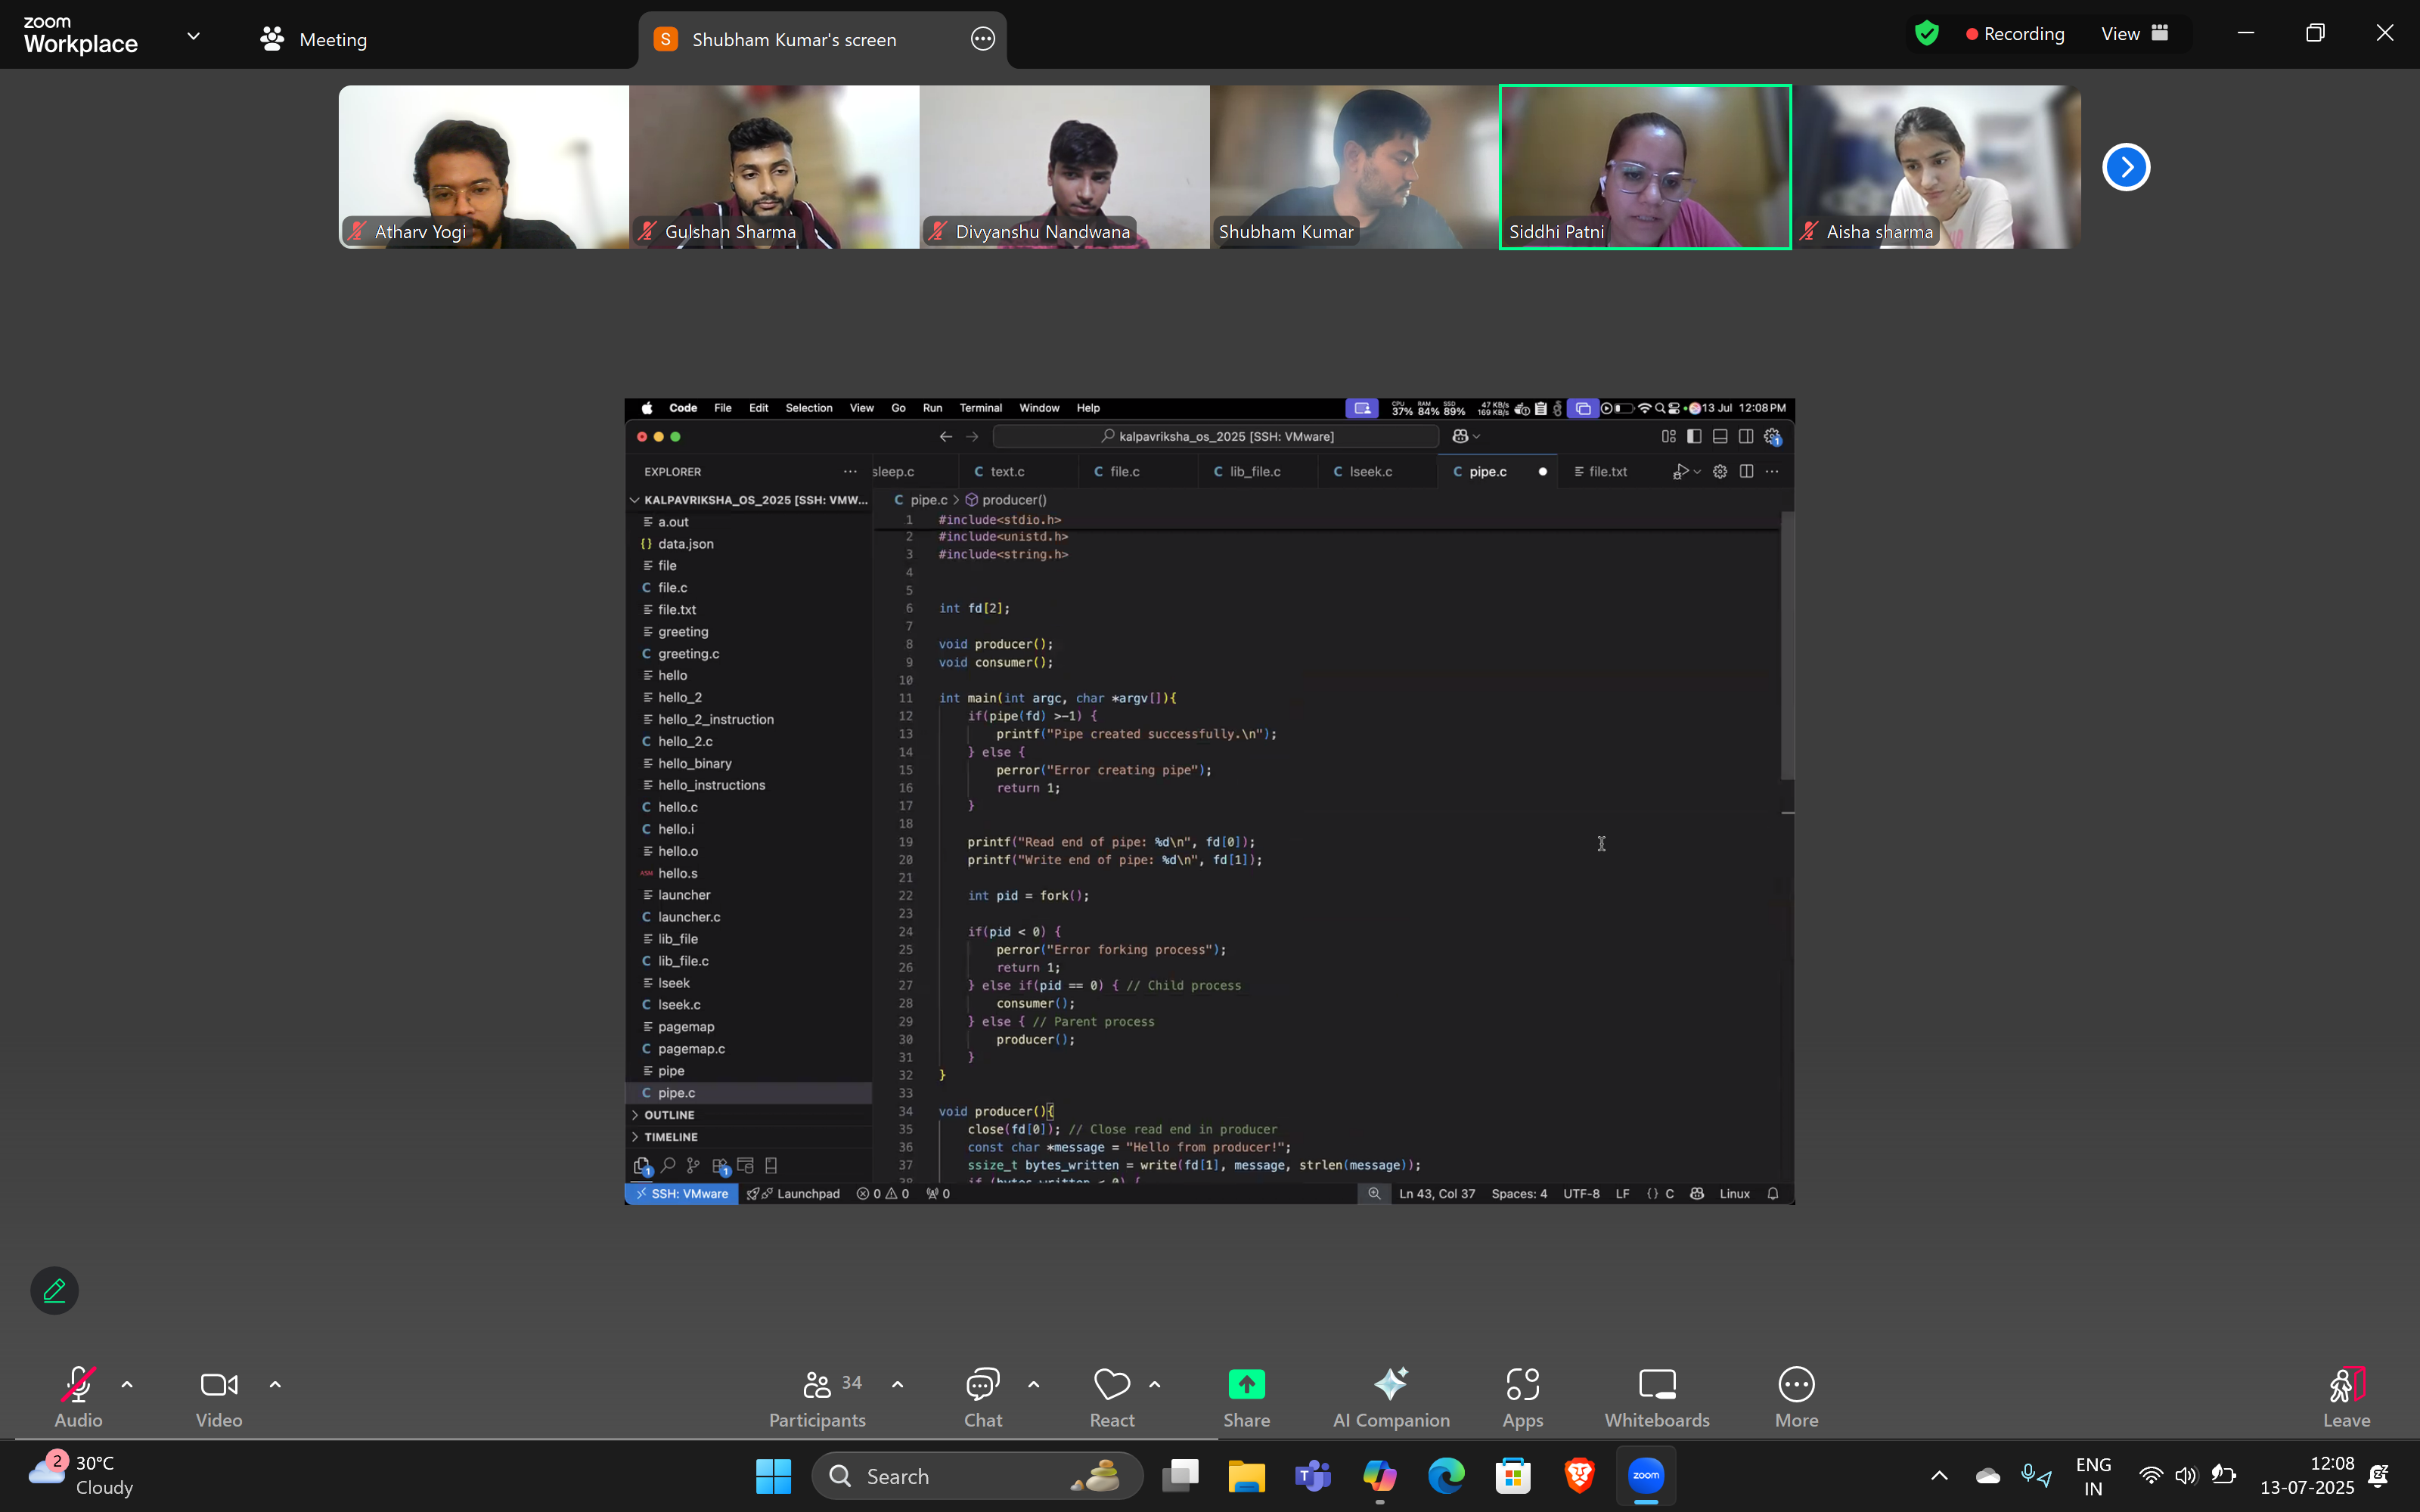 zoom
Workplace
Meeting
S Shubham Kumar's screen
Recording
View
Atharv Yogi
Gulshan Sharma
Divyanshu Nandwana
Shubham Kumar
Siddhi Patni
Aisha sharma
Code File Edit Selection View Go Run Terminal Window Help
CPU 37% RAM 84% SSD 89% 47 KB/s 169 KB/s 13 Jul 12:08 PM
kalpavriksha_os_2025 [SSH: VMware]
EXPLORER
sleep.c C text.c C file.c C lib_file.c C lseek.c C pipe.c file.txt
KALPAVRIKSHA_OS_2025 [SSH: VMW...
C pipe.c > producer()
a.out
{} data.json
file
C file.c
file.txt
greeting
C greeting.c
hello
hello_2
hello_2_instruction
C hello_2.c
hello_binary
hello_instructions
C hello.c
C hello.i
hello.o
ASM hello.s
launcher
C launcher.c
lib_file
C lib_file.c
lseek
C lseek.c
pagemap
C pagemap.c
pipe
C pipe.c
OUTLINE
TIMELINE
1 #include<stdio.h>
2 #include<unistd.h>
3 #include<string.h>
4
5
6 int fd[2];
7
8 void producer();
9 void consumer();
10
11 int main(int argc, char *argv[]){
12 if(pipe(fd) >-1) {
13 printf("Pipe created successfully.\n");
14 } else {
15 perror("Error creating pipe");
16 return 1;
17 }
18
19 printf("Read end of pipe: %d\n", fd[0]);
20 printf("Write end of pipe: %d\n", fd[1]);
21
22 int pid = fork();
23
24 if(pid < 0) {
25 perror("Error forking process");
26 return 1;
27 } else if(pid == 0) { // Child process
28 consumer();
29 } else { // Parent process
30 producer();
31 }
32 }
33
34 void producer(){
35 close(fd[0]); // Close read end in producer
36 const char *message = "Hello from producer!";
37 ssize_t bytes_written = write(fd[1], message, strlen(message));
38 if (bytes_written < 0) {
SSH: VMware Launchpad 0 0 0 Ln 43, Col 37 Spaces: 4 UTF-8 LF {} C Linux
Audio
Video
34
Participants
Chat
React
Share
AI Companion
Apps
Whiteboards
More
Leave
2
30°C
Cloudy
Search
zoom
ENG
IN
12:08
13-07-2025